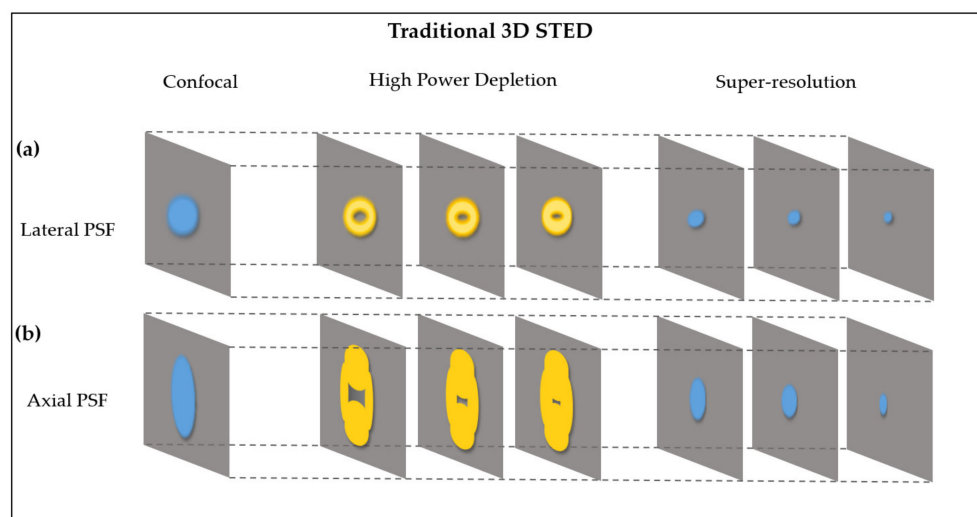 Traditional 3D STED
Confocal
High Power Depletion
Super-resolution
(a)
Lateral PSF
(b)
Axial PSF